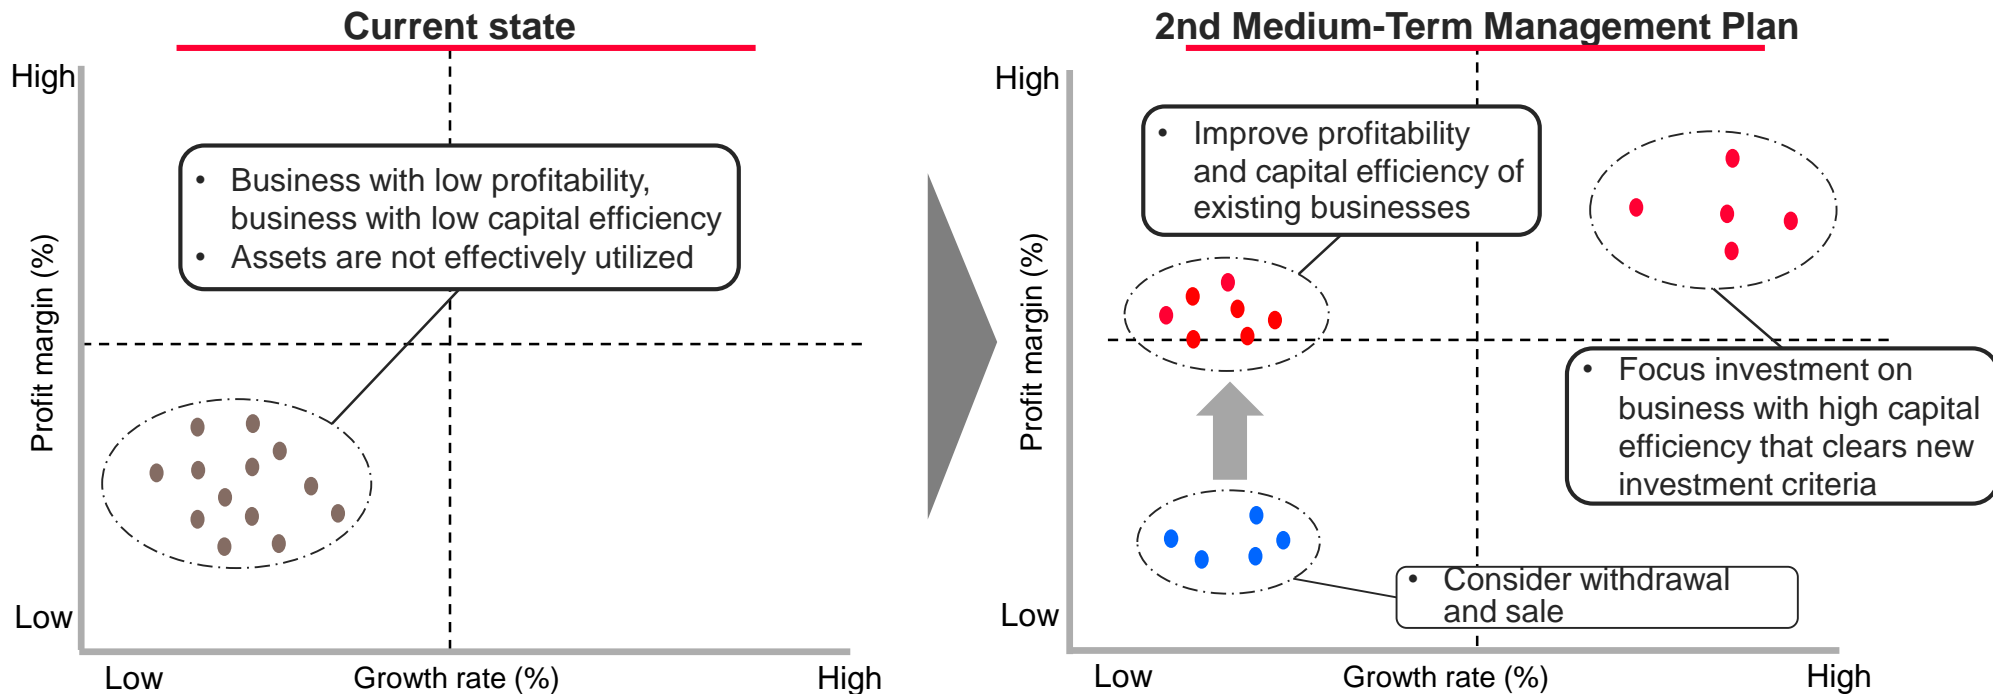 Current state
High
• Business with low profitability,
business with low capital efficiency
• Assets are not effectively utilized
Profit margin (%)
Low
Low
Growth rate (%)
High
2nd Medium-Term Management Plan
High
• Improve profitability
and capital efficiency of
existing businesses
Profit margin (%)
• Focus investment on
business with high capital
efficiency that clears new
investment criteria
• Consider withdrawal
and sale
Low
Low
Growth rate (%)
High